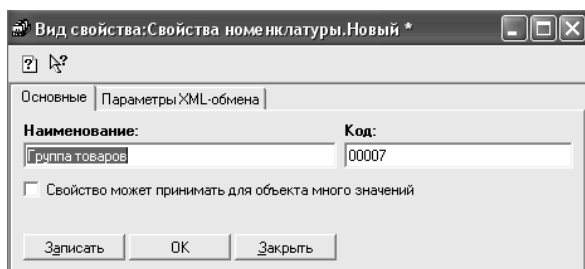 Вид свойства:Свойства номенклатуры.Новый *
Основные Параметры XML-обмена
Наименование: Код:
Группа товаров 00007
Свойство может принимать для объекта много значений
Записать OK Закрыть